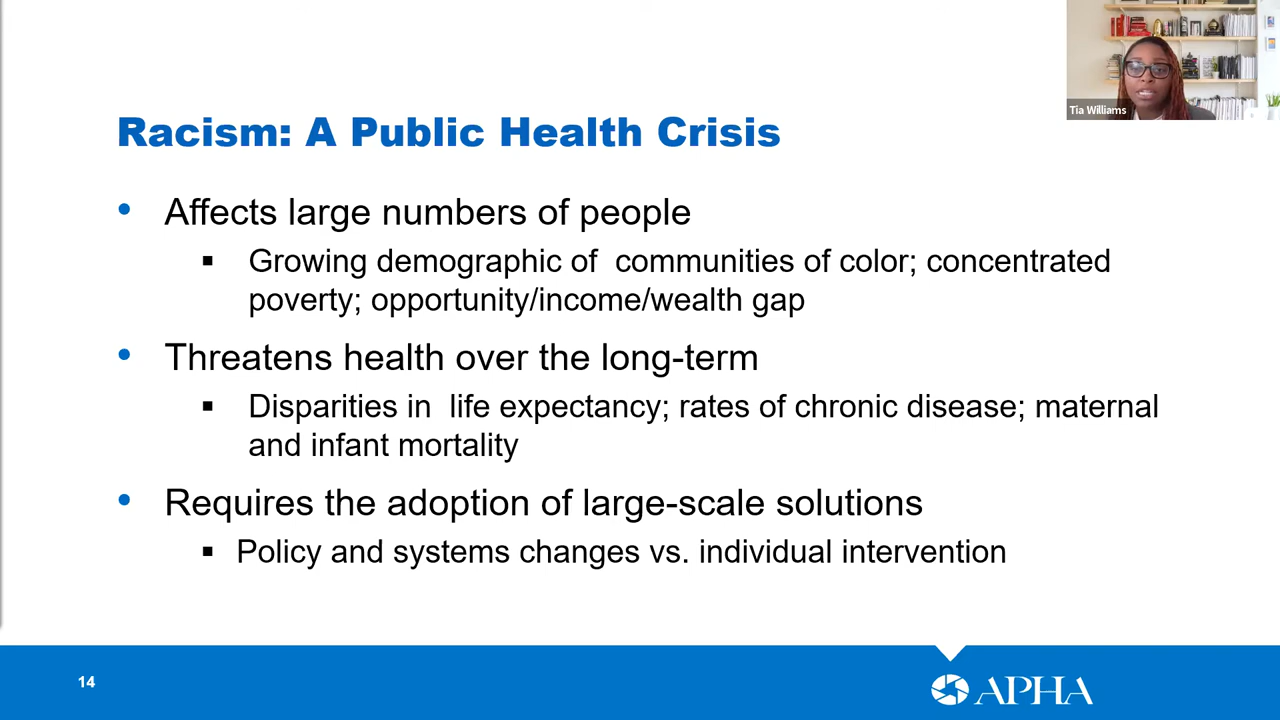 Tia Williams
Racism: A Public Health Crisis
• Affects large numbers of people
▪ Growing demographic of  communities of color; concentrated
poverty; opportunity/income/wealth gap
• Threatens health over the long-term
▪ Disparities in  life expectancy; rates of chronic disease; maternal
and infant mortality
• Requires the adoption of large-scale solutions
▪ Policy and systems changes vs. individual intervention
14
APHA